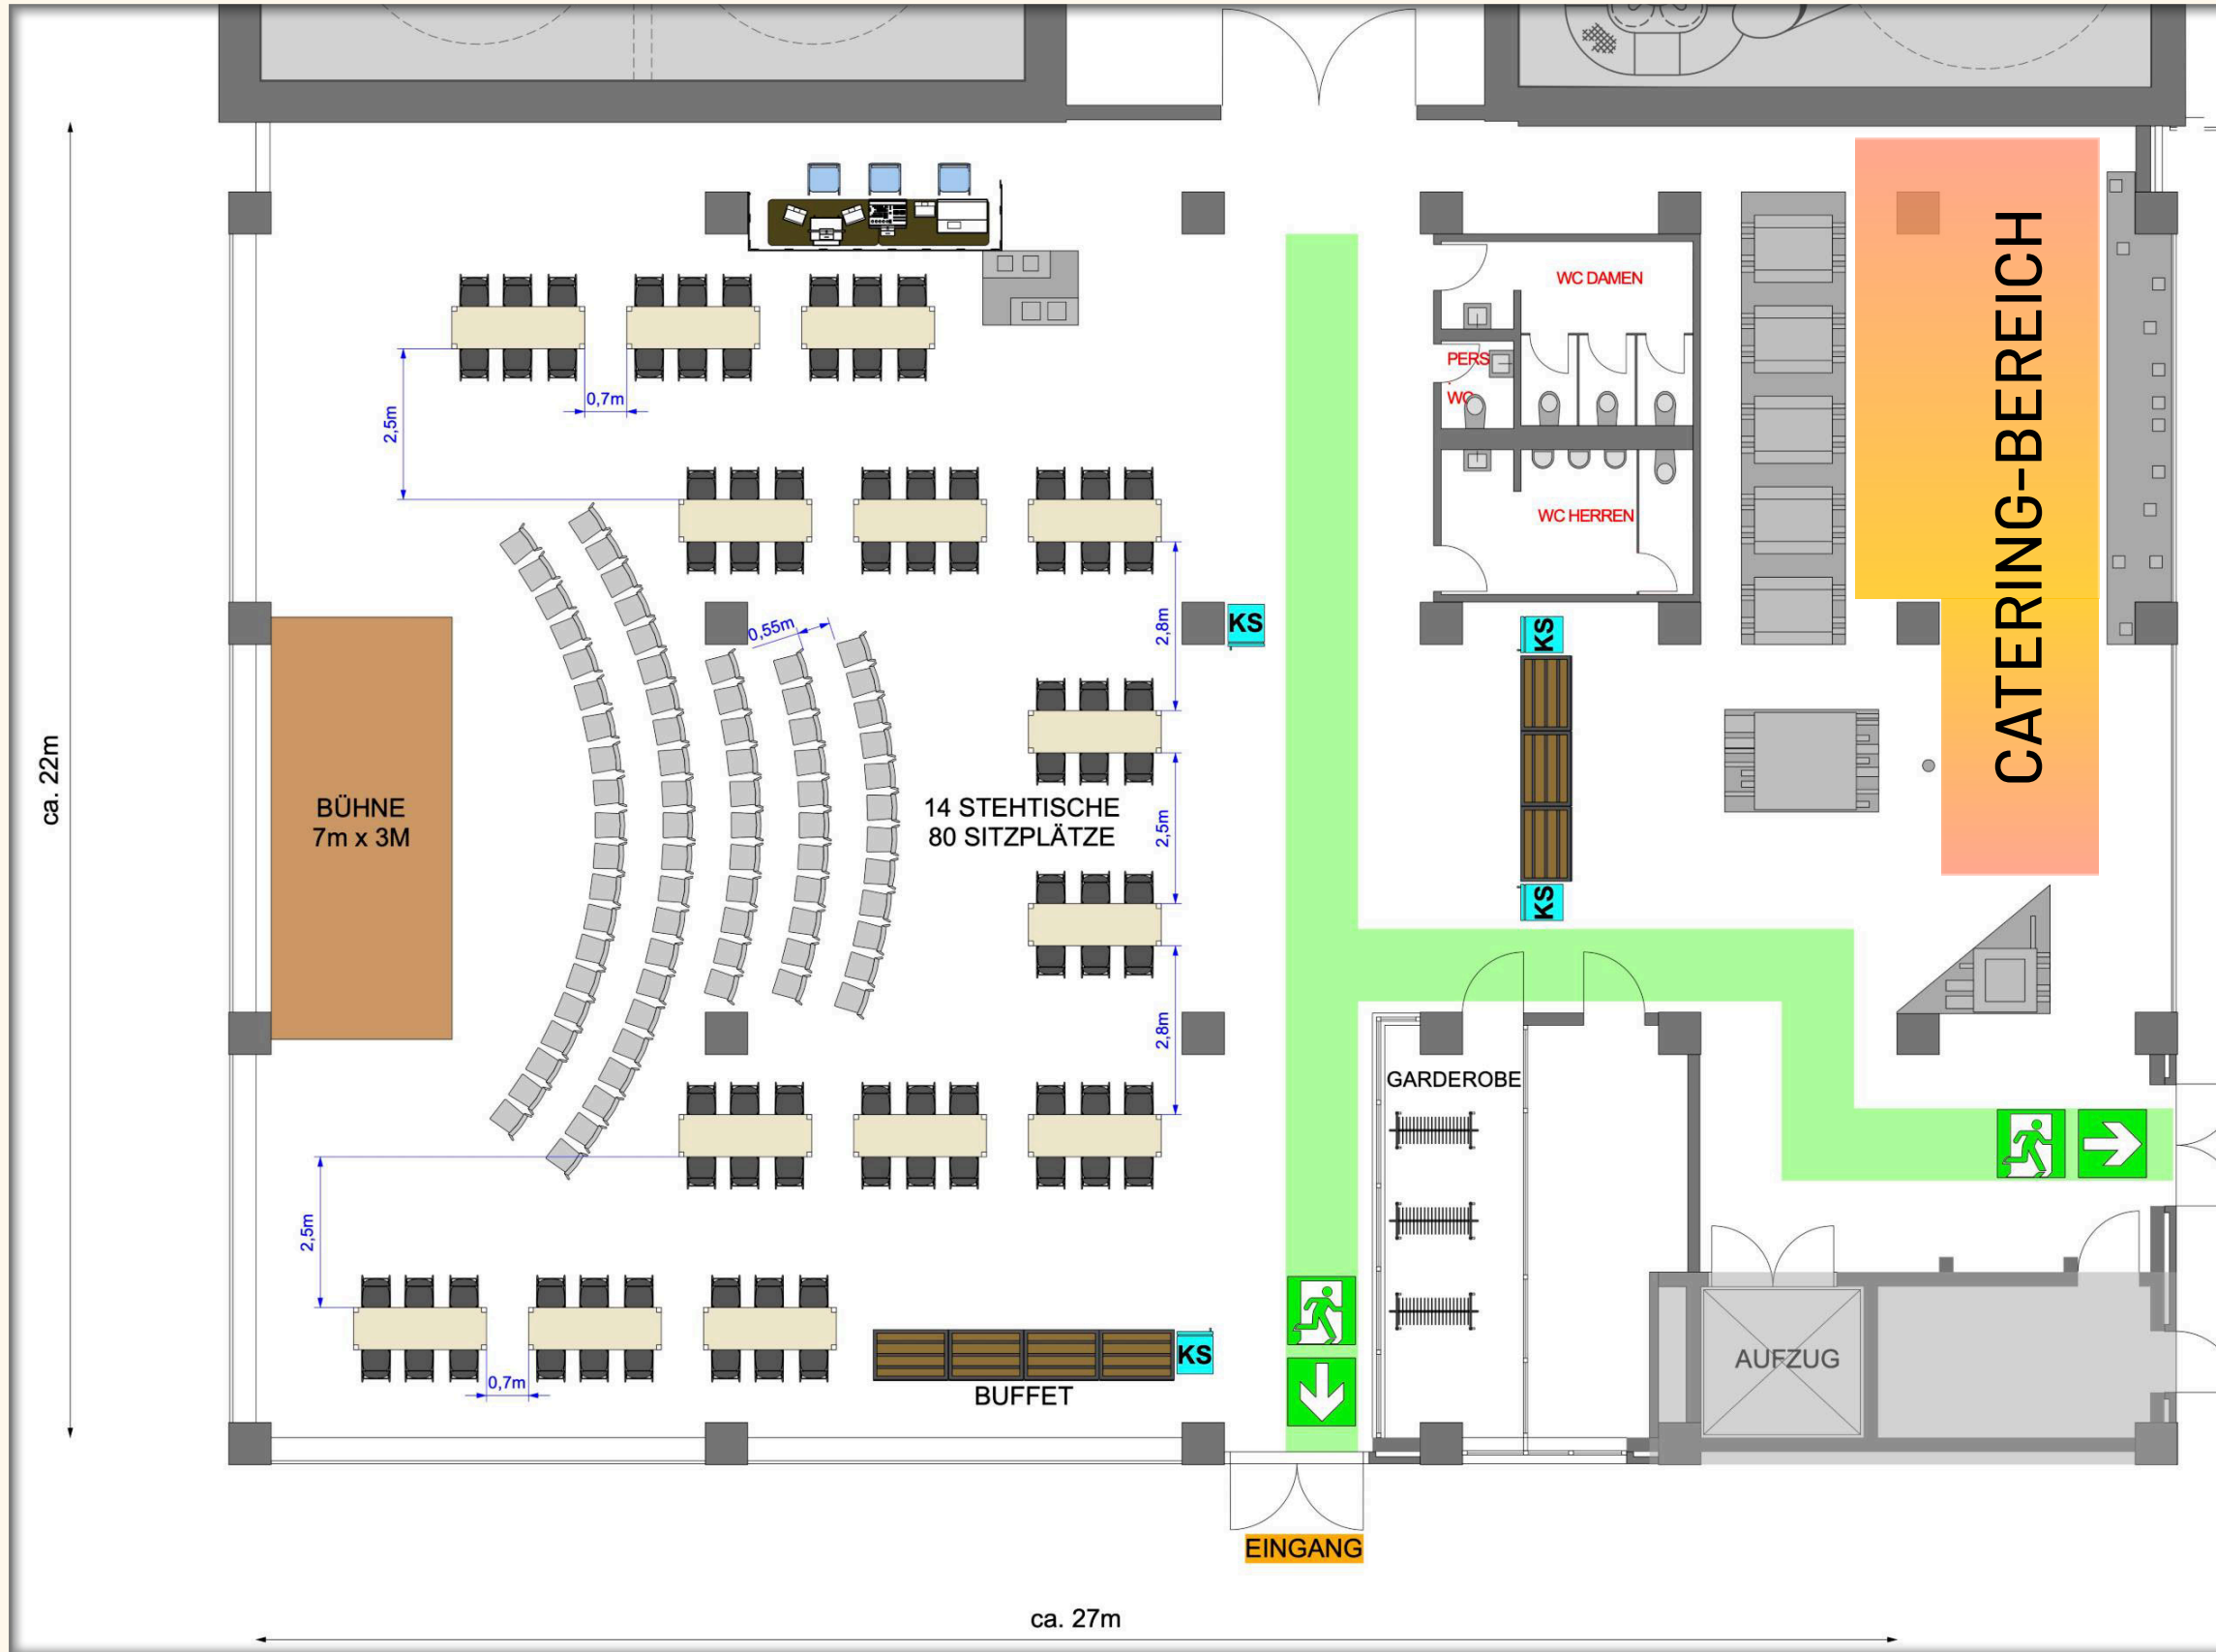 CATERING-BEREICH
WC DAMEN
PERS
.
WC
0,7m
2,5m
WC HERREN
0,55m
2,8m
KS
KS
ca. 22m
BÜHNE
7m x 3M
14 STEHTISCHE
80 SITZPLÄTZE
2,5m
KS
2,8m
GARDEROBE
2,5m
AUFZUG
KS
0,7m
BUFFET
EINGANG
ca. 27m